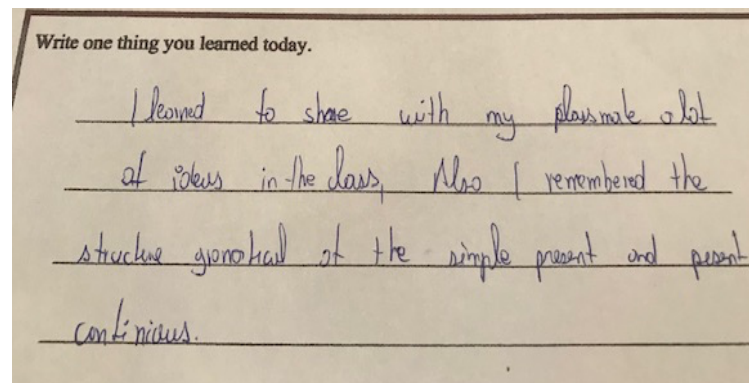 Write one thing you learned today.
I learned to share with my playsmate a lot
of ideas in the class, Also I remembered the
structure gramatical of the simple present and present
continious.